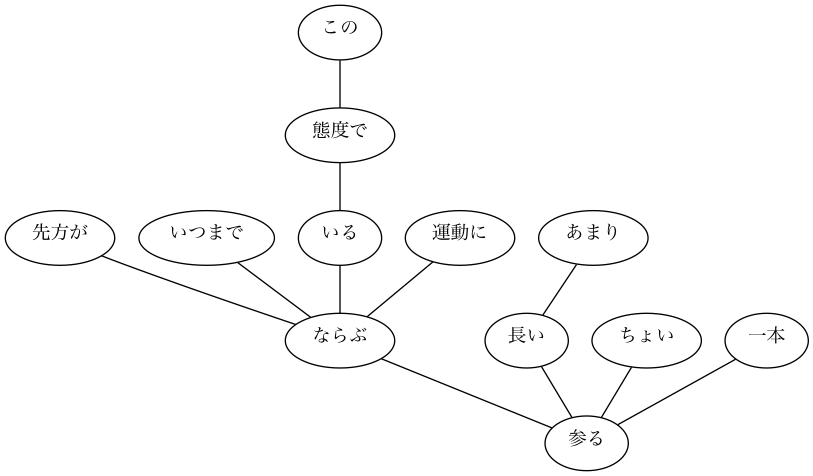 この
態度で
先方が
いつまで
いる
運動に
あまり
ならぶ
長い
ちょい
一本
参る